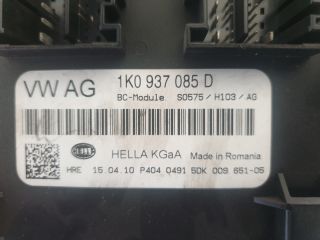 VW AG
1K0 937 085 D
BC-Module S0575/H103/AG
HELLA
HELLA KGaA Made in Romania
HRE 15.04.10 P404 0491 5DK 009 651-05